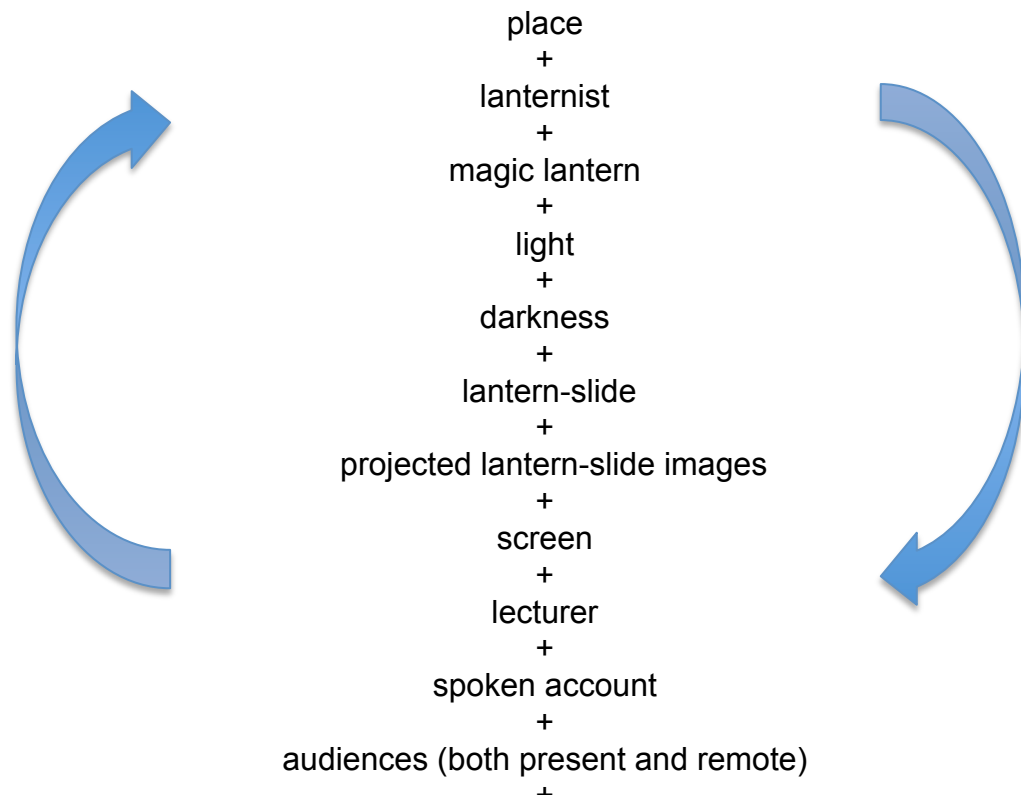 place
+
lanternist
+
magic lantern
+
light
+
darkness
+
lantern-slide
+
projected lantern-slide images
+
screen
+
lecturer
+
spoken account
+
audiences (both present and remote)
+